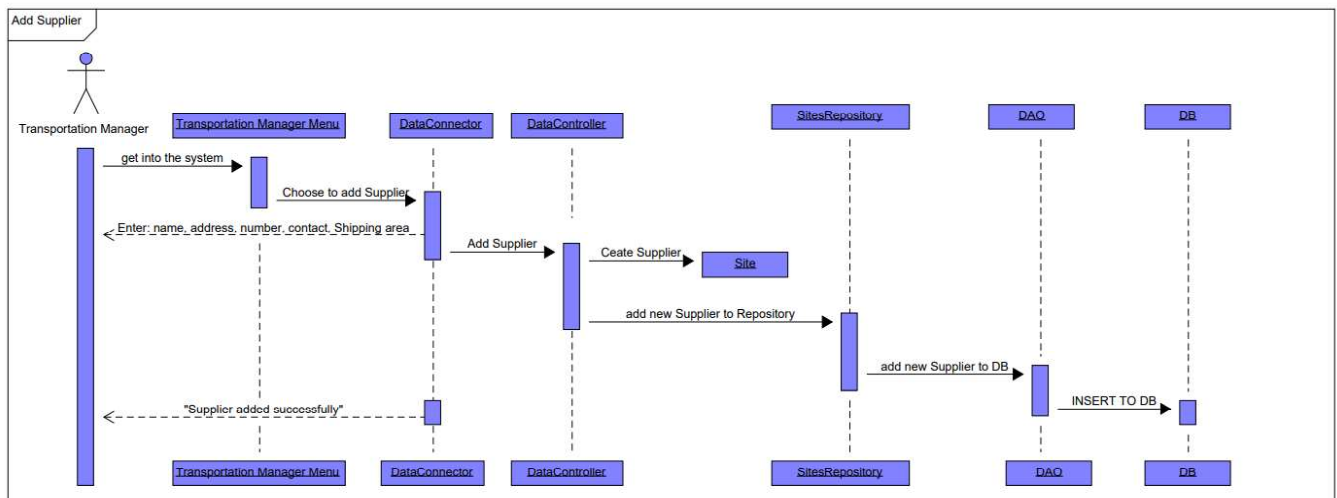 Add Supplier
Transportation Manager
Transportation Manager Menu
DataConnector
DataController
SitesRepository
DAO
DB
get into the system
Choose to add Supplier
Enter: name, address, number, contact, Shipping area
Add Supplier
Ceate Supplier
Site
add new Supplier to Repository
add new Supplier to DB
INSERT TO DB
"Supplier added successfully"
Transportation Manager Menu
DataConnector
DataController
SitesRepository
DAO
DB